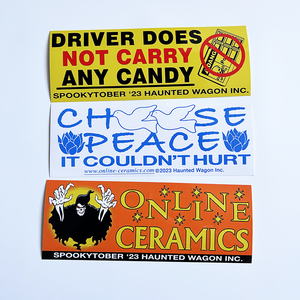 DRIVER DOES
NOT CARRY
ANY CANDY
SPOOKYTOBER '23 HAUNTED WAGON INC.
CHOOSE
PEACE
IT COULDN'T HURT
www.online-ceramics.com ©2023 Haunted Wagon Inc.
ONLINE
CERAMICS
SPOOKYTOBER '23 HAUNTED WAGON INC.